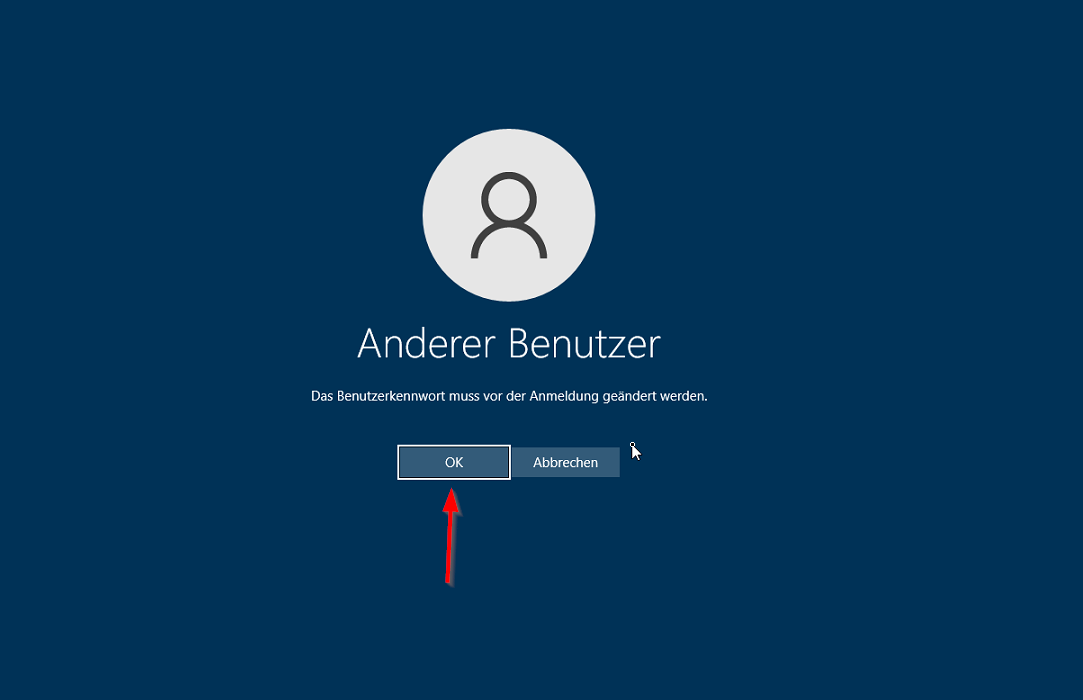 Anderer Benutzer
Das Benutzerkennwort muss vor der Anmeldung geändert werden.
OK
Abbrechen